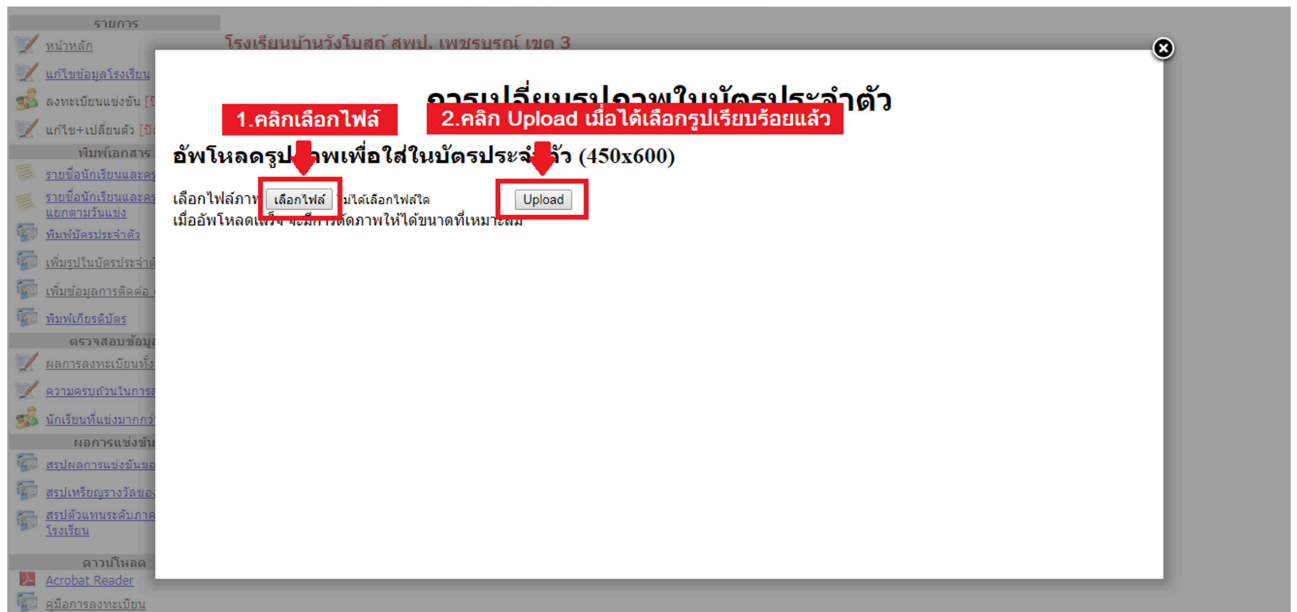 รายการ
หน้าหลัก
แก้ไขข้อมูลโรงเรียน
ลงทะเบียนแข่งขัน
แก้ไข+เปลี่ยนตัว
พิมพ์เอกสาร
รายชื่อนักเรียนและ
รายชื่อนักเรียนและ
แยกตามวันแข่ง
พิมพ์บัตรประจำตัว
เพิ่มรูปในบัตรประจำ
เพิ่มข้อมูลการติดต่อ
พิมพ์เกียรติบัตร
ตรวจสอบข้อมูล
ผลการลงทะเบียนทั้ง
ความครบถ้วนในการ
นักเรียนที่แข่งมากกว่า
ผลการแข่งขัน
สรุปผลการแข่งขันของ
สรุปเหรียญรางวัลของ
สรุปตัวแทนระดับภาค
โรงเรียน
ดาวน์โหลด
Acrobat Reader
คู่มือการลงทะเบียน
โรงเรียนบ้านวังโบสถ์ สพป. เพชรบูรณ์ เขต 3
การเปลี่ยนรูปภาพในบัตรประจำตัว
1.คลิกเลือกไฟล์
2.คลิก Upload เมื่อได้เลือกรูปเรียบร้อยแล้ว
อัพโหลดรูปภาพเพื่อใส่ในบัตรประจำตัว (450x600)
เลือกไฟล์ภาพ เลือกไฟล์ ไม่ได้เลือกไฟล์ใด Upload
เมื่ออัพโหลดเสร็จ จะมีการตัดภาพให้ได้ขนาดที่เหมาะสม